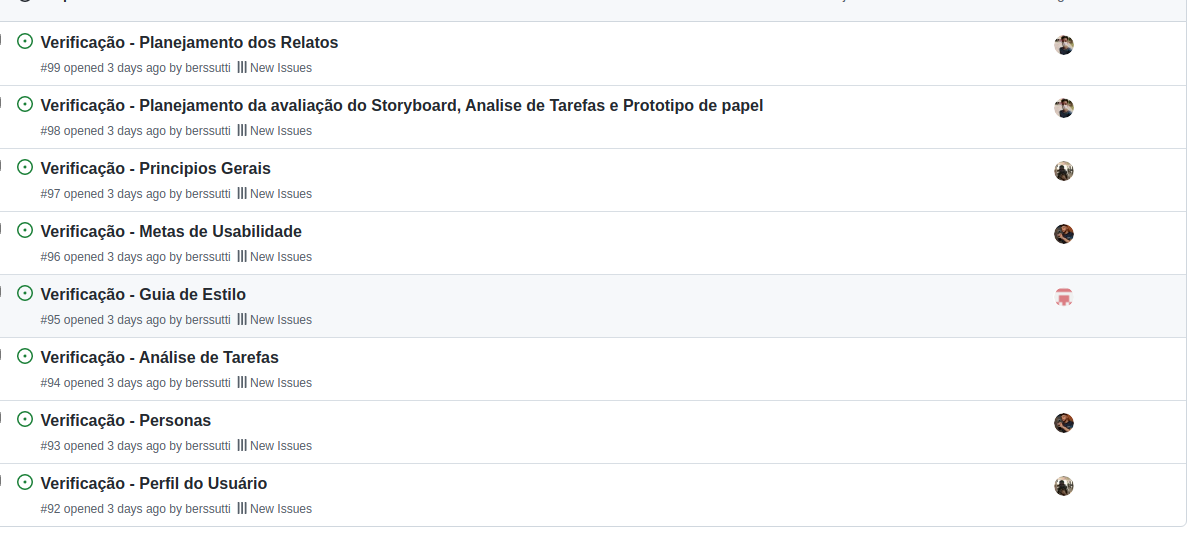 Verificação - Planejamento dos Relatos
#99 opened 3 days ago by berssutti New Issues
Verificação - Planejamento da avaliação do Storyboard, Analise de Tarefas e Prototipo de papel
#98 opened 3 days ago by berssutti New Issues
Verificação - Principios Gerais
#97 opened 3 days ago by berssutti New Issues
Verificação - Metas de Usabilidade
#96 opened 3 days ago by berssutti New Issues
Verificação - Guia de Estilo
#95 opened 3 days ago by berssutti New Issues
Verificação - Análise de Tarefas
#94 opened 3 days ago by berssutti New Issues
Verificação - Personas
#93 opened 3 days ago by berssutti New Issues
Verificação - Perfil do Usuário
#92 opened 3 days ago by berssutti New Issues